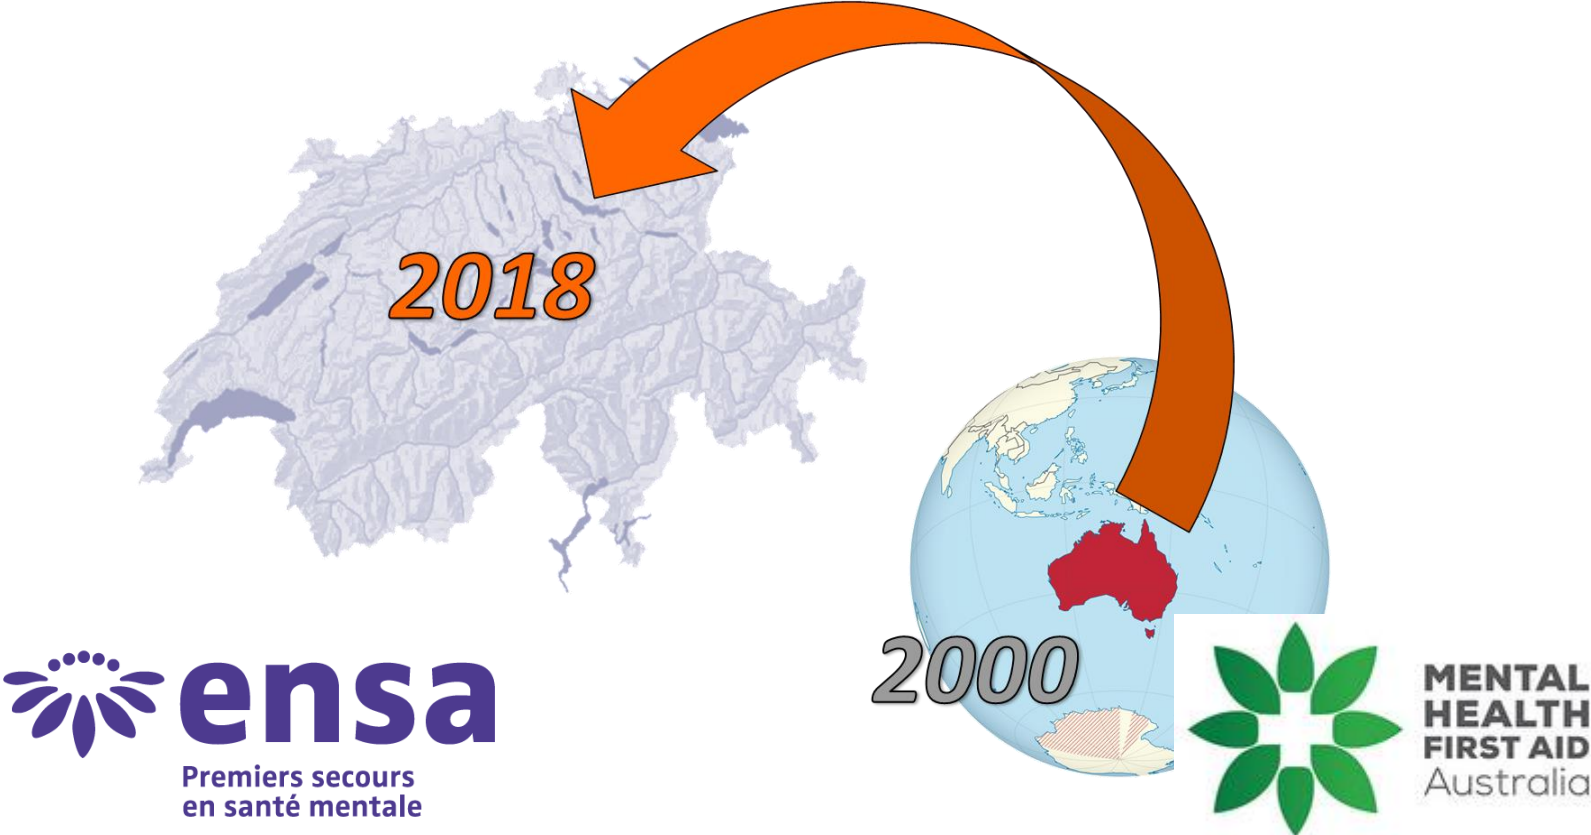 2018
2000
ensa
Premiers secours
en santé mentale
MENTAL
HEALTH
FIRST AID
Australia